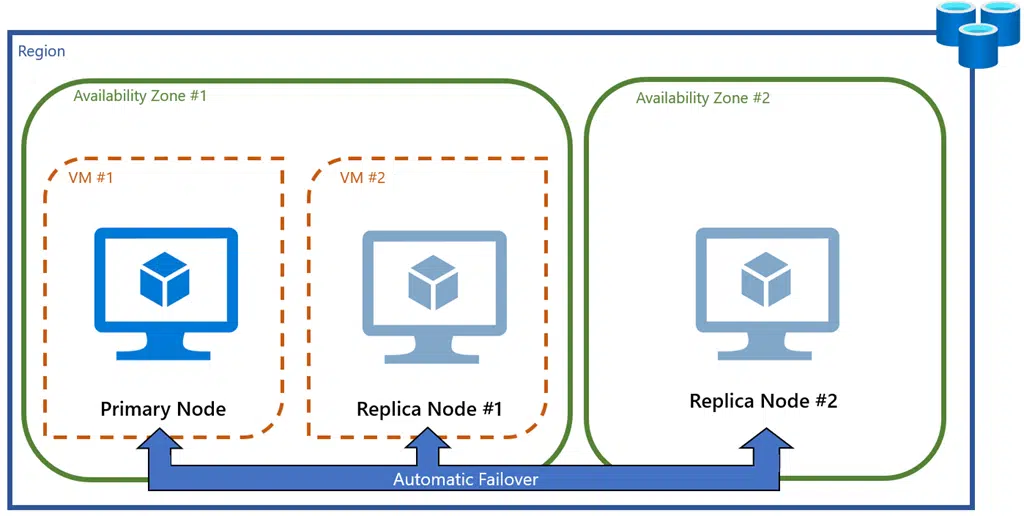 Region
Availability Zone #1
Availability Zone #2
VM #1
VM #2
Primary Node
Replica Node #1
Replica Node #2
Automatic Failover